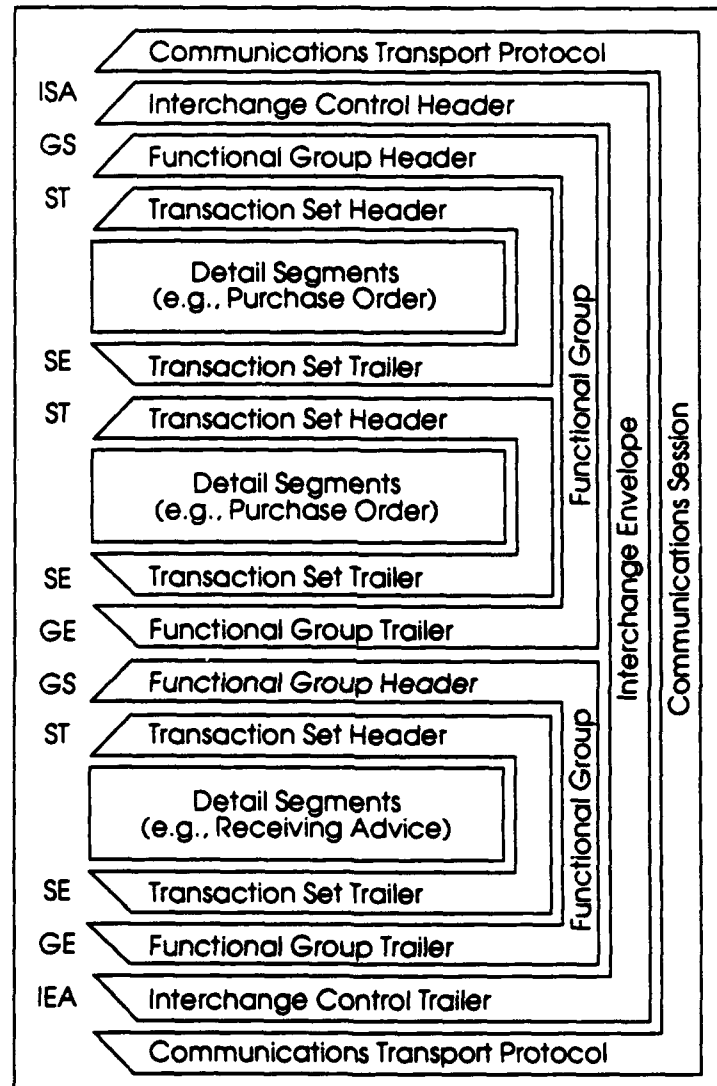 Communications Transport Protocol
ISA Interchange Control Header
GS Functional Group Header
ST Transaction Set Header
Detail Segments
(e.g., Purchase Order)
SE Transaction Set Trailer
ST Transaction Set Header
Detail Segments
(e.g., Purchase Order)
SE Transaction Set Trailer
GE Functional Group Trailer
Functional Group
GS Functional Group Header
ST Transaction Set Header
Detail Segments
(e.g., Receiving Advice)
SE Transaction Set Trailer
GE Functional Group Trailer
Functional Group
IEA Interchange Control Trailer
Communications Transport Protocol
Interchange Envelope
Communications Session